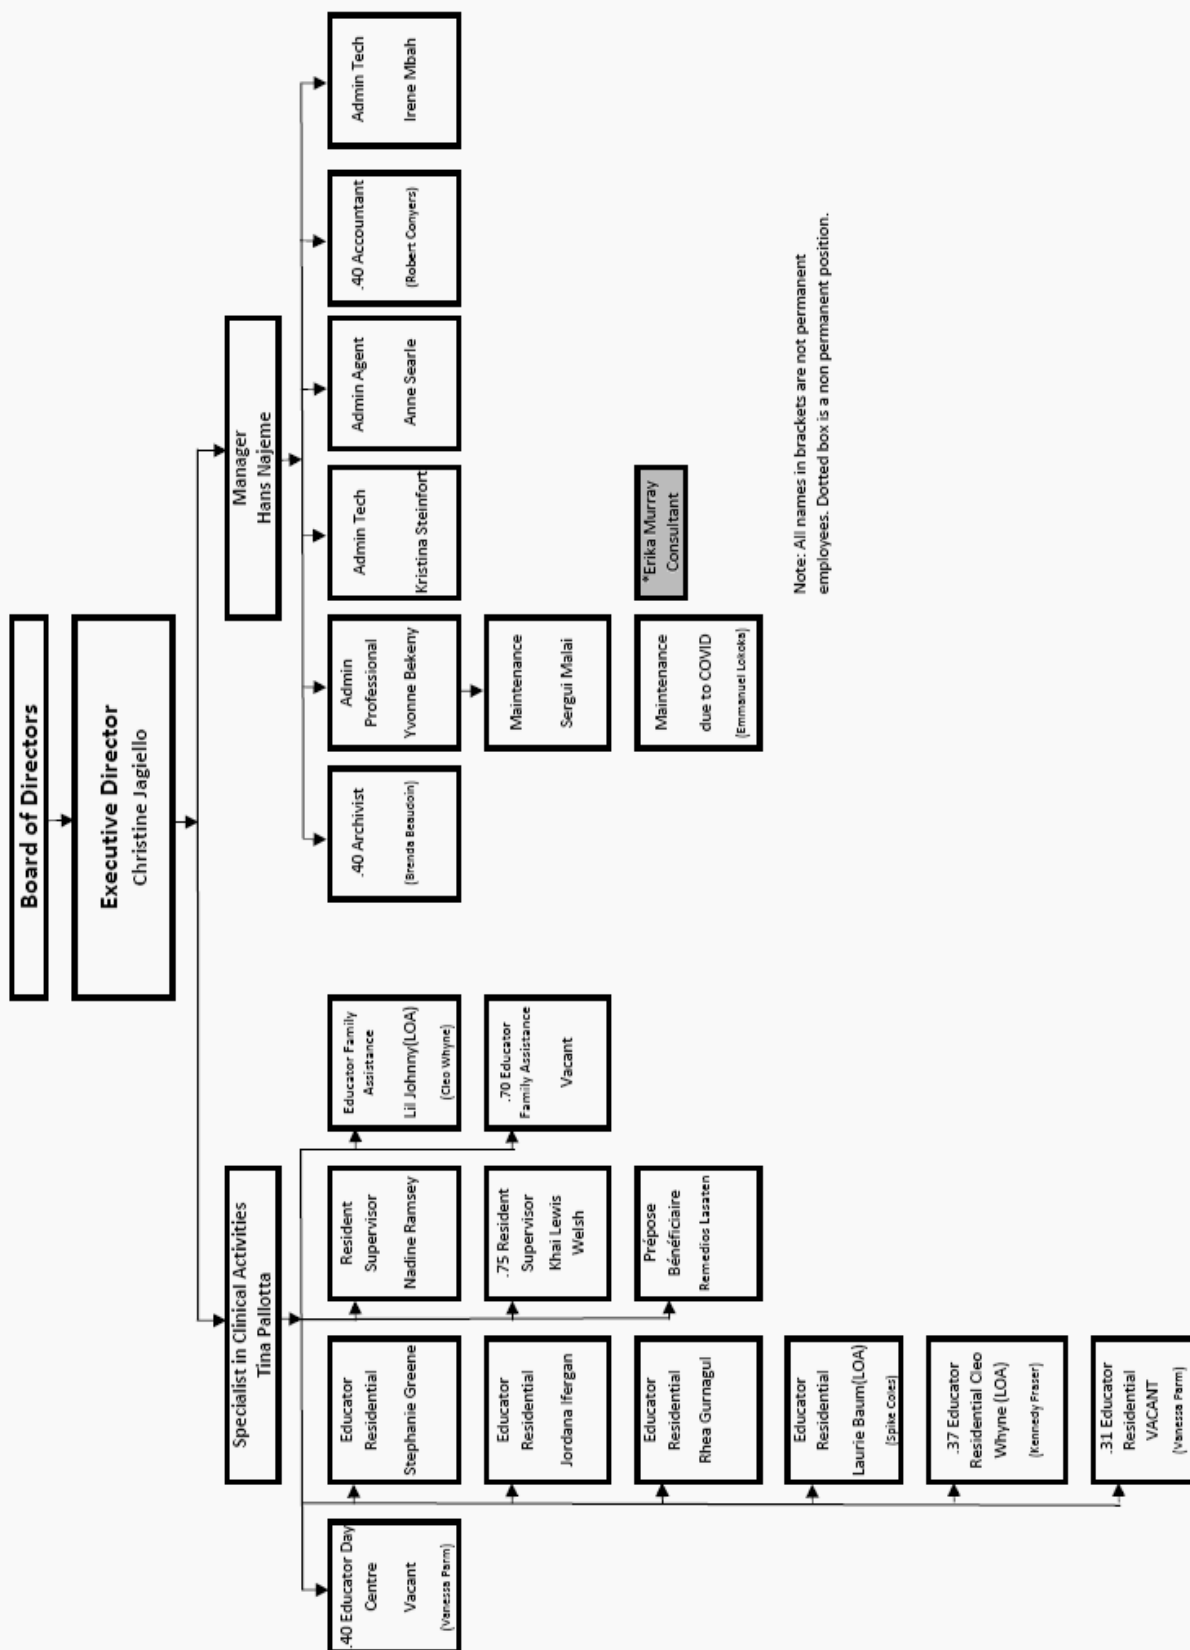 Board of Directors
Executive Director
Christine Jagiello
Specialist in Clinical Activities
Tina Pallotta
Manager
Hans Najeme
.40 Educator Day
Centre
Vacant
(Vanessa Parm)
Educator
Residential
Stephanie Greene
Resident
Supervisor
Nadine Ramsey
Educator Family
Assistance
Lil Johnny(LOA)
(Cleo Whyne)
.40 Archivist
(Brenda Beaudoin)
Admin
Professional
Yvonne Bekeny
Admin Tech
Kristina Steinfort
Admin Agent
Anne Searle
.40 Accountant
(Robert Conyers)
Admin Tech
Irene Mbah
Educator
Residential
Jordana Ifergan
.75 Resident
Supervisor
Khai Lewis
Welsh
.70 Educator
Family Assistance
Vacant
Maintenance
Sergui Malai
Educator
Residential
Rhea Gurnagul
Prépose
Bénéficiaire
Remedios Lasaten
Maintenance
due to COVID
(Emmanuel Lokoka)
*Erika Murray
Consultant
Educator
Residential
Laurie Baum(LOA)
(Spike Coles)
Note: All names in brackets are not permanent
employees. Dotted box is a non permanent position.
.37 Educator
Residential Cleo
Whyne (LOA)
(Kennedy Fraser)
.31 Educator
Residential
VACANT
(Vanessa Parm)